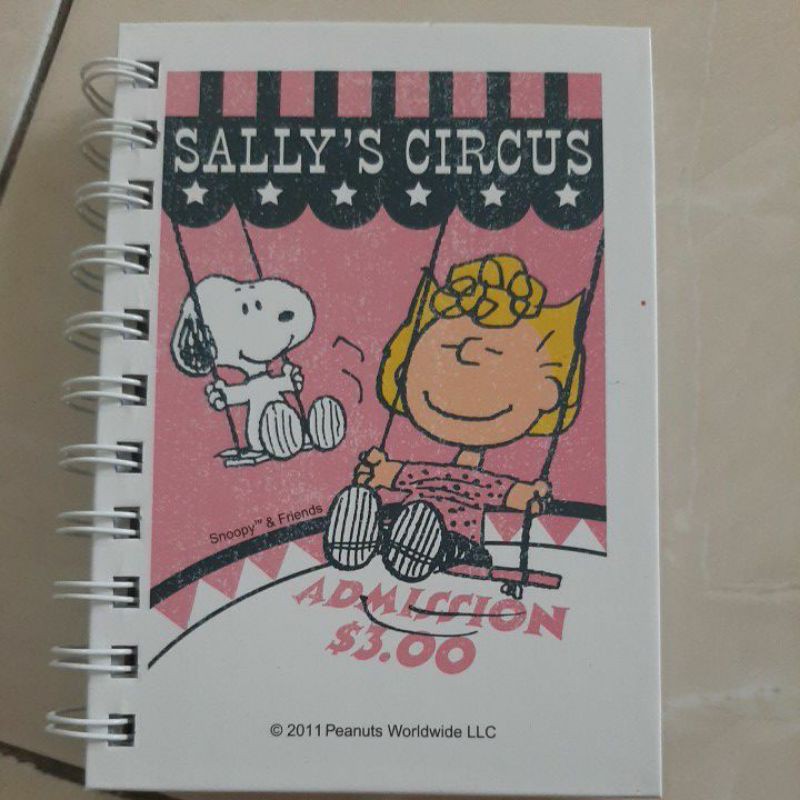 SALLY'S CIRCUS
Snoopy™ & Friends
ADMISSION
$3.00
© 2011 Peanuts Worldwide LLC